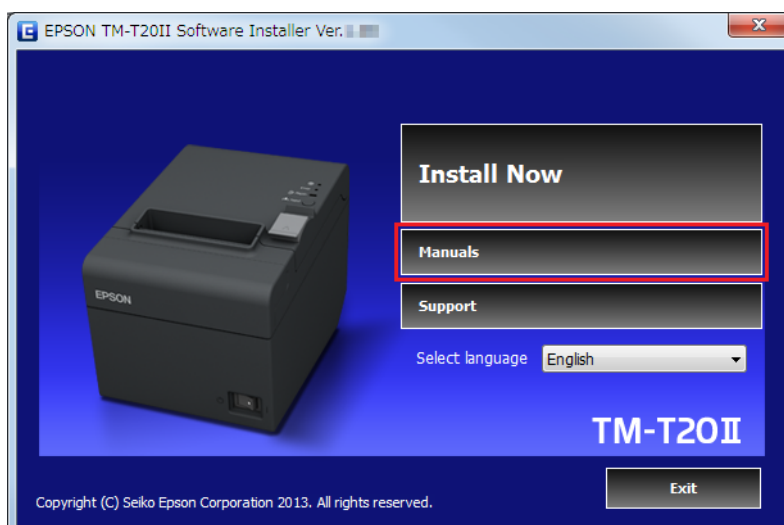 EPSON TM-T20II Software Installer Ver.
Install Now
Manuals
EPSON
Support
Select language English
TM-T20II
Exit
Copyright (C) Seiko Epson Corporation 2013. All rights reserved.